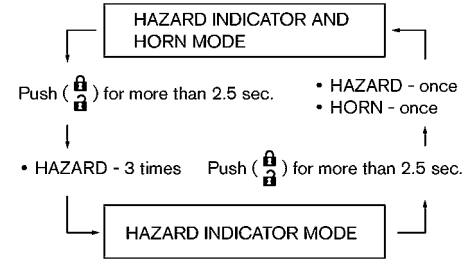 HAZARD INDICATOR AND
HORN MODE
Push ( ) for more than 2.5 sec.
• HAZARD - once
• HORN - once
• HAZARD - 3 times
Push ( ) for more than 2.5 sec.
HAZARD INDICATOR MODE